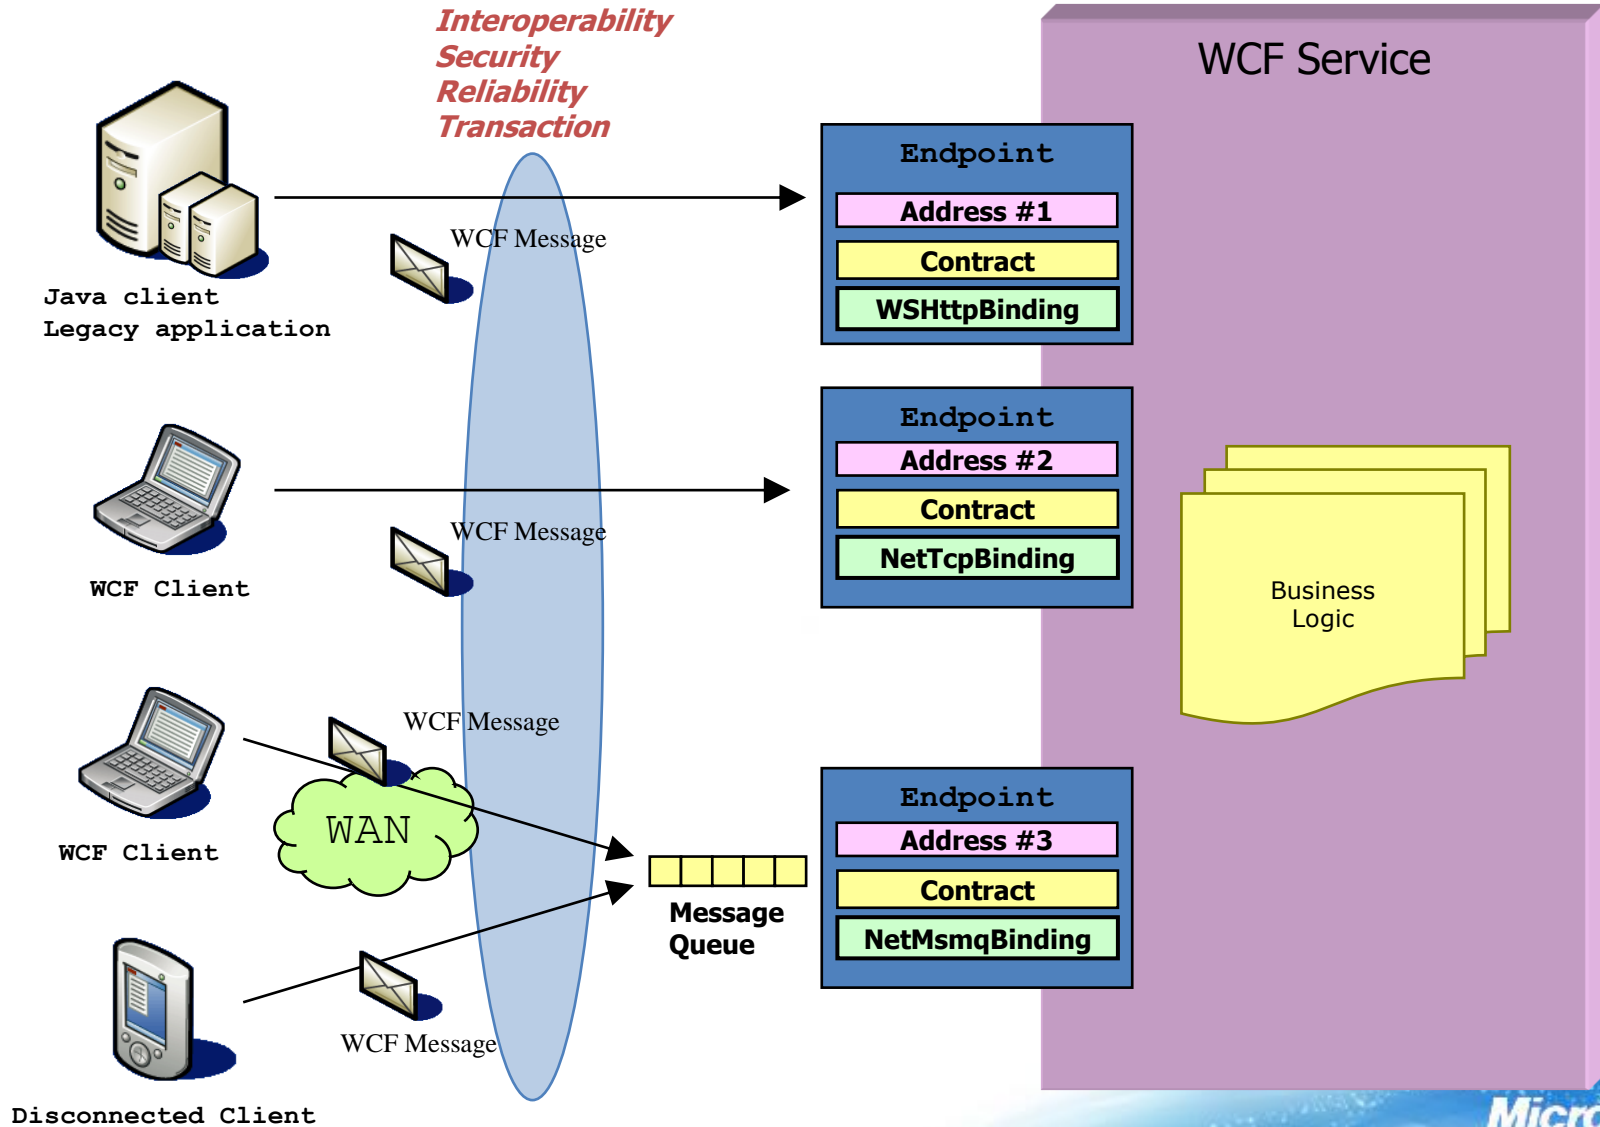 Interoperability
Security
Reliability
Transaction
WCF Service
Endpoint
Address #1
Contract
WSHttpBinding
WCF Message
Java client
Legacy application
Endpoint
Address #2
Contract
NetTcpBinding
WCF Message
WCF Client
Business
Logic
WCF Message
WAN
WCF Client
Endpoint
Address #3
Contract
NetMsmqBinding
Message
Queue
WCF Message
Disconnected Client
Micro